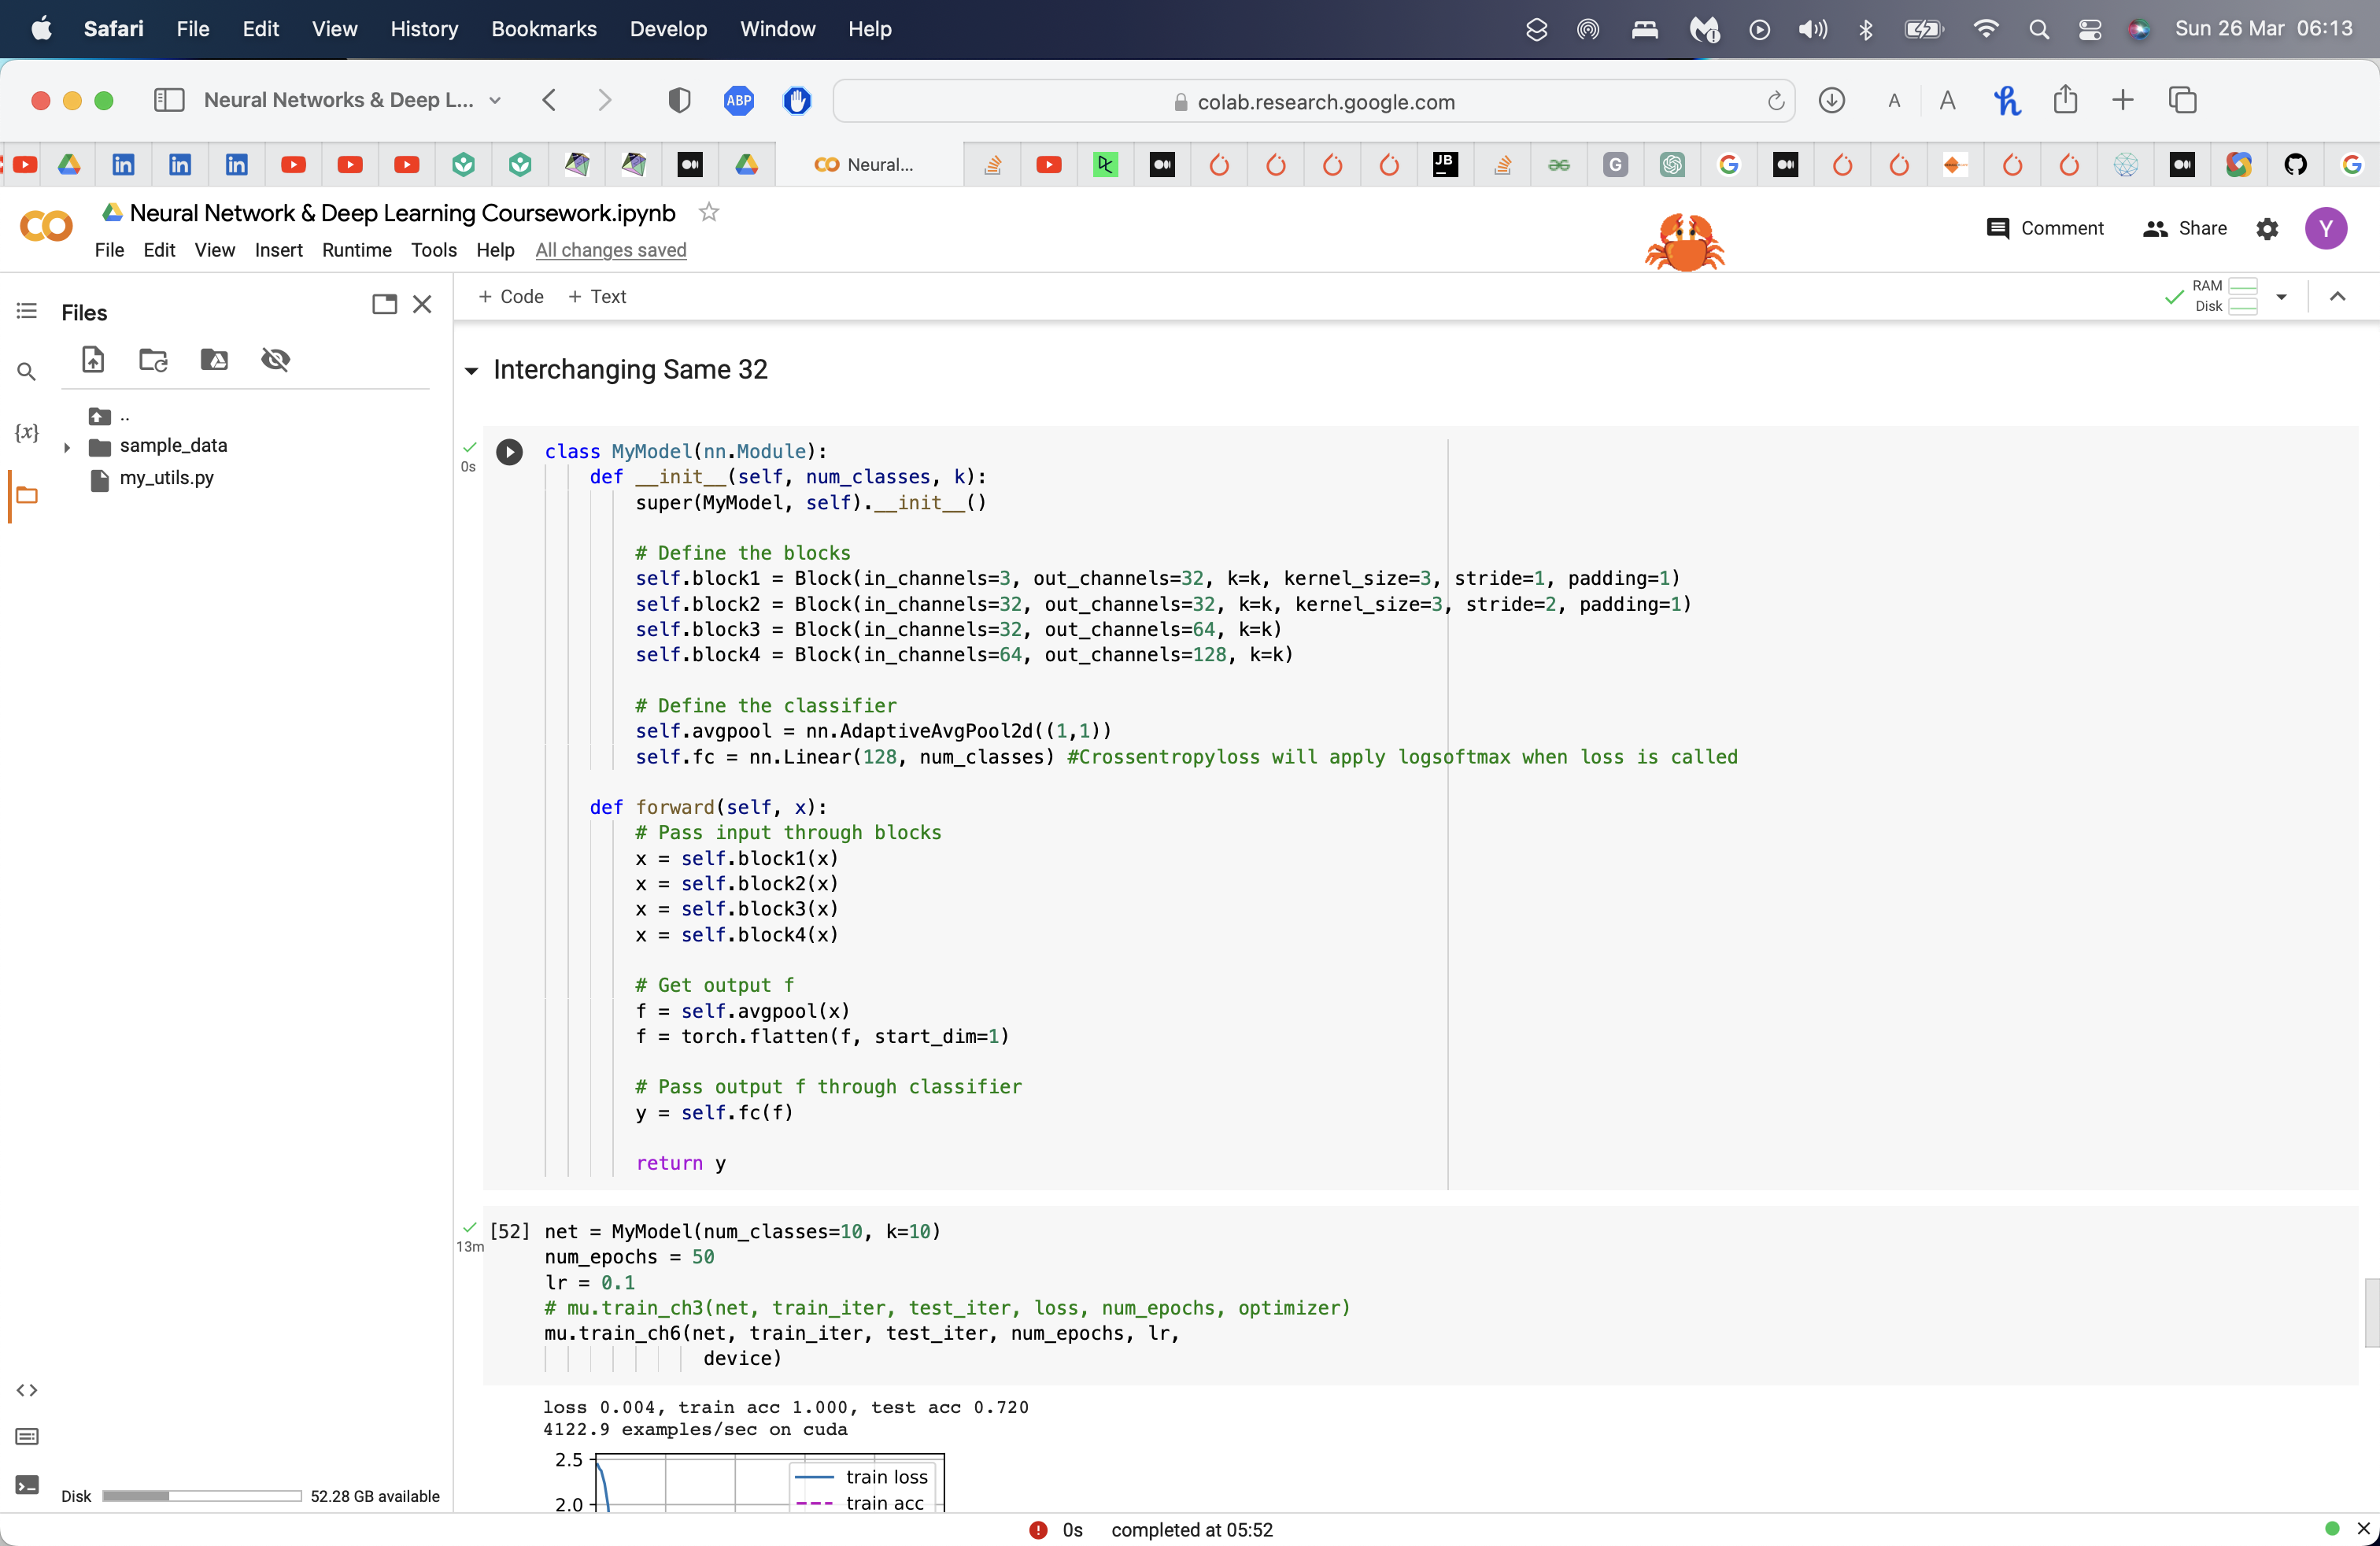 Safari File Edit View History Bookmarks Develop Window Help Sun 26 Mar 06:13
Neural Networks & Deep L... ABP colab.research.google.com A A
Neural... JB G
Neural Network & Deep Learning Coursework.ipynb
Comment Share Y
File Edit View Insert Runtime Tools Help All changes saved
Files
+ Code + Text
RAM
Disk
{x}
..
sample_data
my_utils.py
Interchanging Same 32
0s
class MyModel(nn.Module):
    def __init__(self, num_classes, k):
        super(MyModel, self).__init__()
        # Define the blocks
        self.block1 = Block(in_channels=3, out_channels=32, k=k, kernel_size=3, stride=1, padding=1)
        self.block2 = Block(in_channels=32, out_channels=32, k=k, kernel_size=3, stride=2, padding=1)
        self.block3 = Block(in_channels=32, out_channels=64, k=k)
        self.block4 = Block(in_channels=64, out_channels=128, k=k)
        # Define the classifier
        self.avgpool = nn.AdaptiveAvgPool2d((1,1))
        self.fc = nn.Linear(128, num_classes) #Crossentropyloss will apply logsoftmax when loss is called
    def forward(self, x):
        # Pass input through blocks
        x = self.block1(x)
        x = self.block2(x)
        x = self.block3(x)
        x = self.block4(x)
        # Get output f
        f = self.avgpool(x)
        f = torch.flatten(f, start_dim=1)
        # Pass output f through classifier
        y = self.fc(f)
        return y
13m
[52] net = MyModel(num_classes=10, k=10)
num_epochs = 50
lr = 0.1
# mu.train_ch3(net, train_iter, test_iter, loss, num_epochs, optimizer)
mu.train_ch6(net, train_iter, test_iter, num_epochs, lr,
              device)
loss 0.004, train acc 1.000, test acc 0.720
4122.9 examples/sec on cuda
2.5
train loss
2.0
train acc
Disk 52.28 GB available
0s completed at 05:52